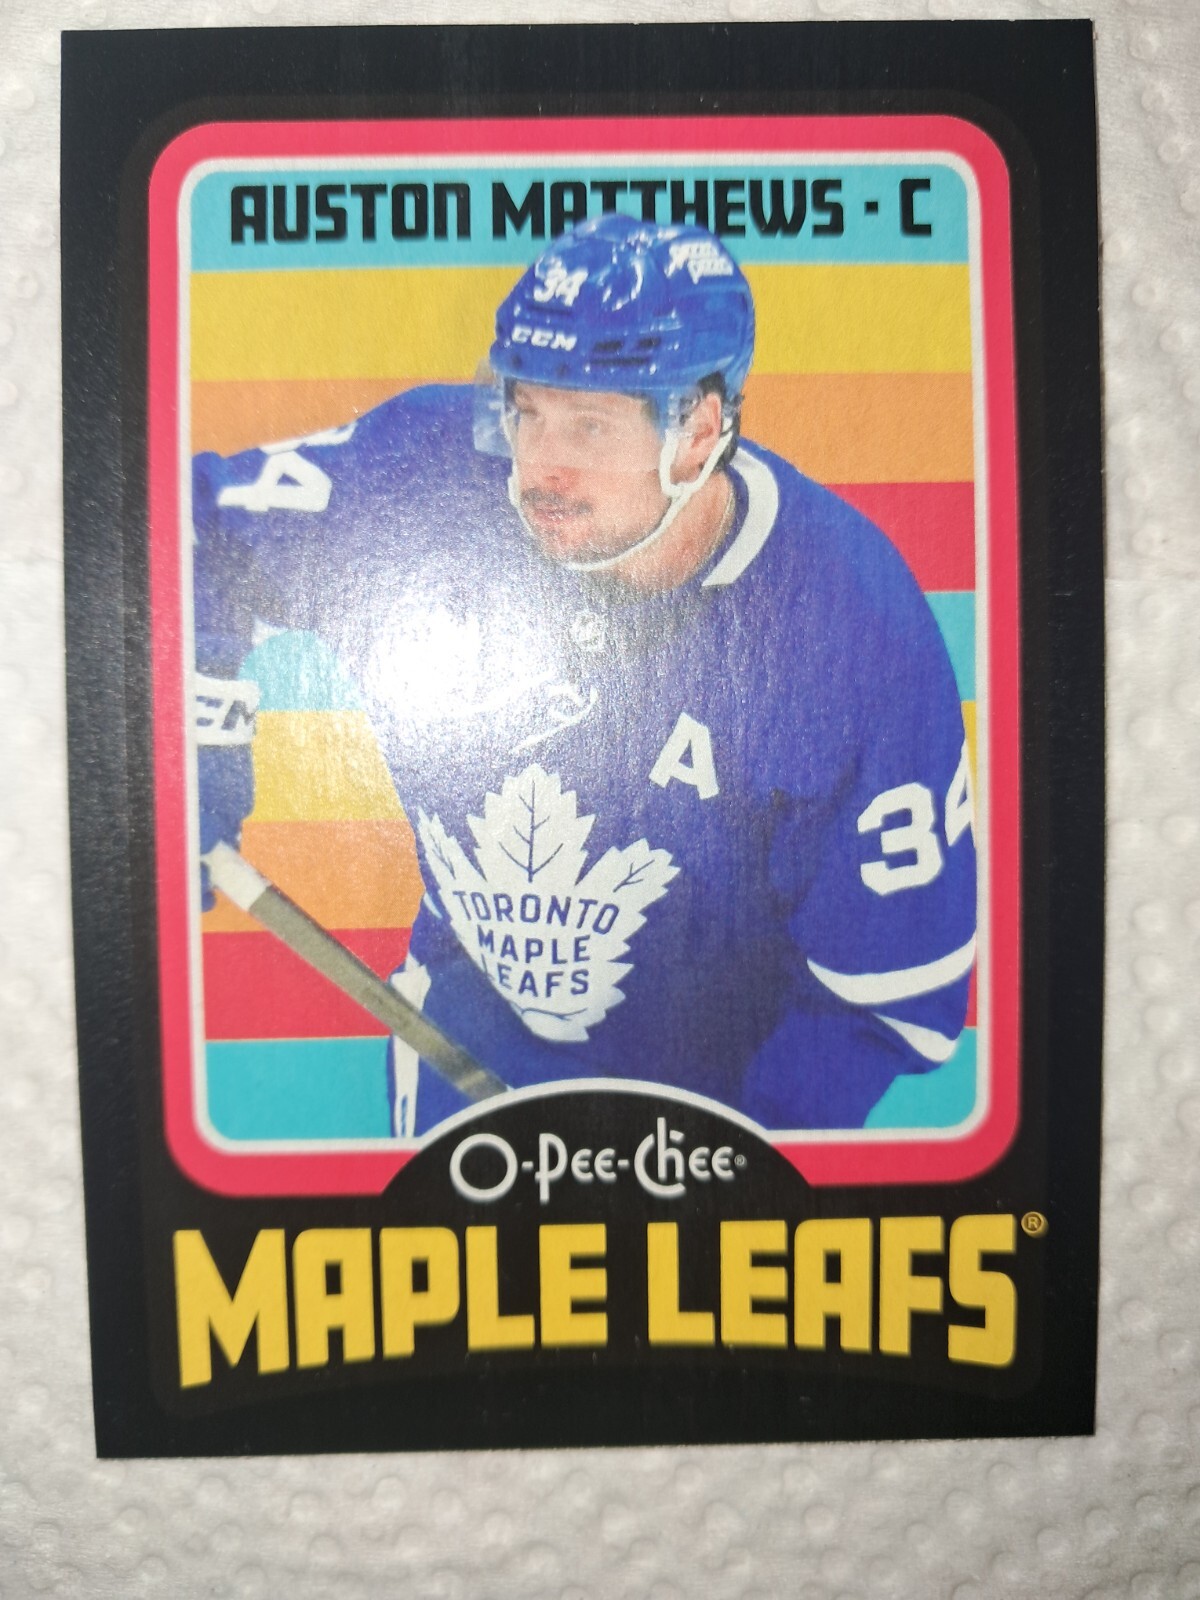 AUSTON MATTHEWS · C
34
CCM
34
A
34
TORONTO
MAPLE
LEAFS
O-Pee-Chee®
MAPLE LEAFS®